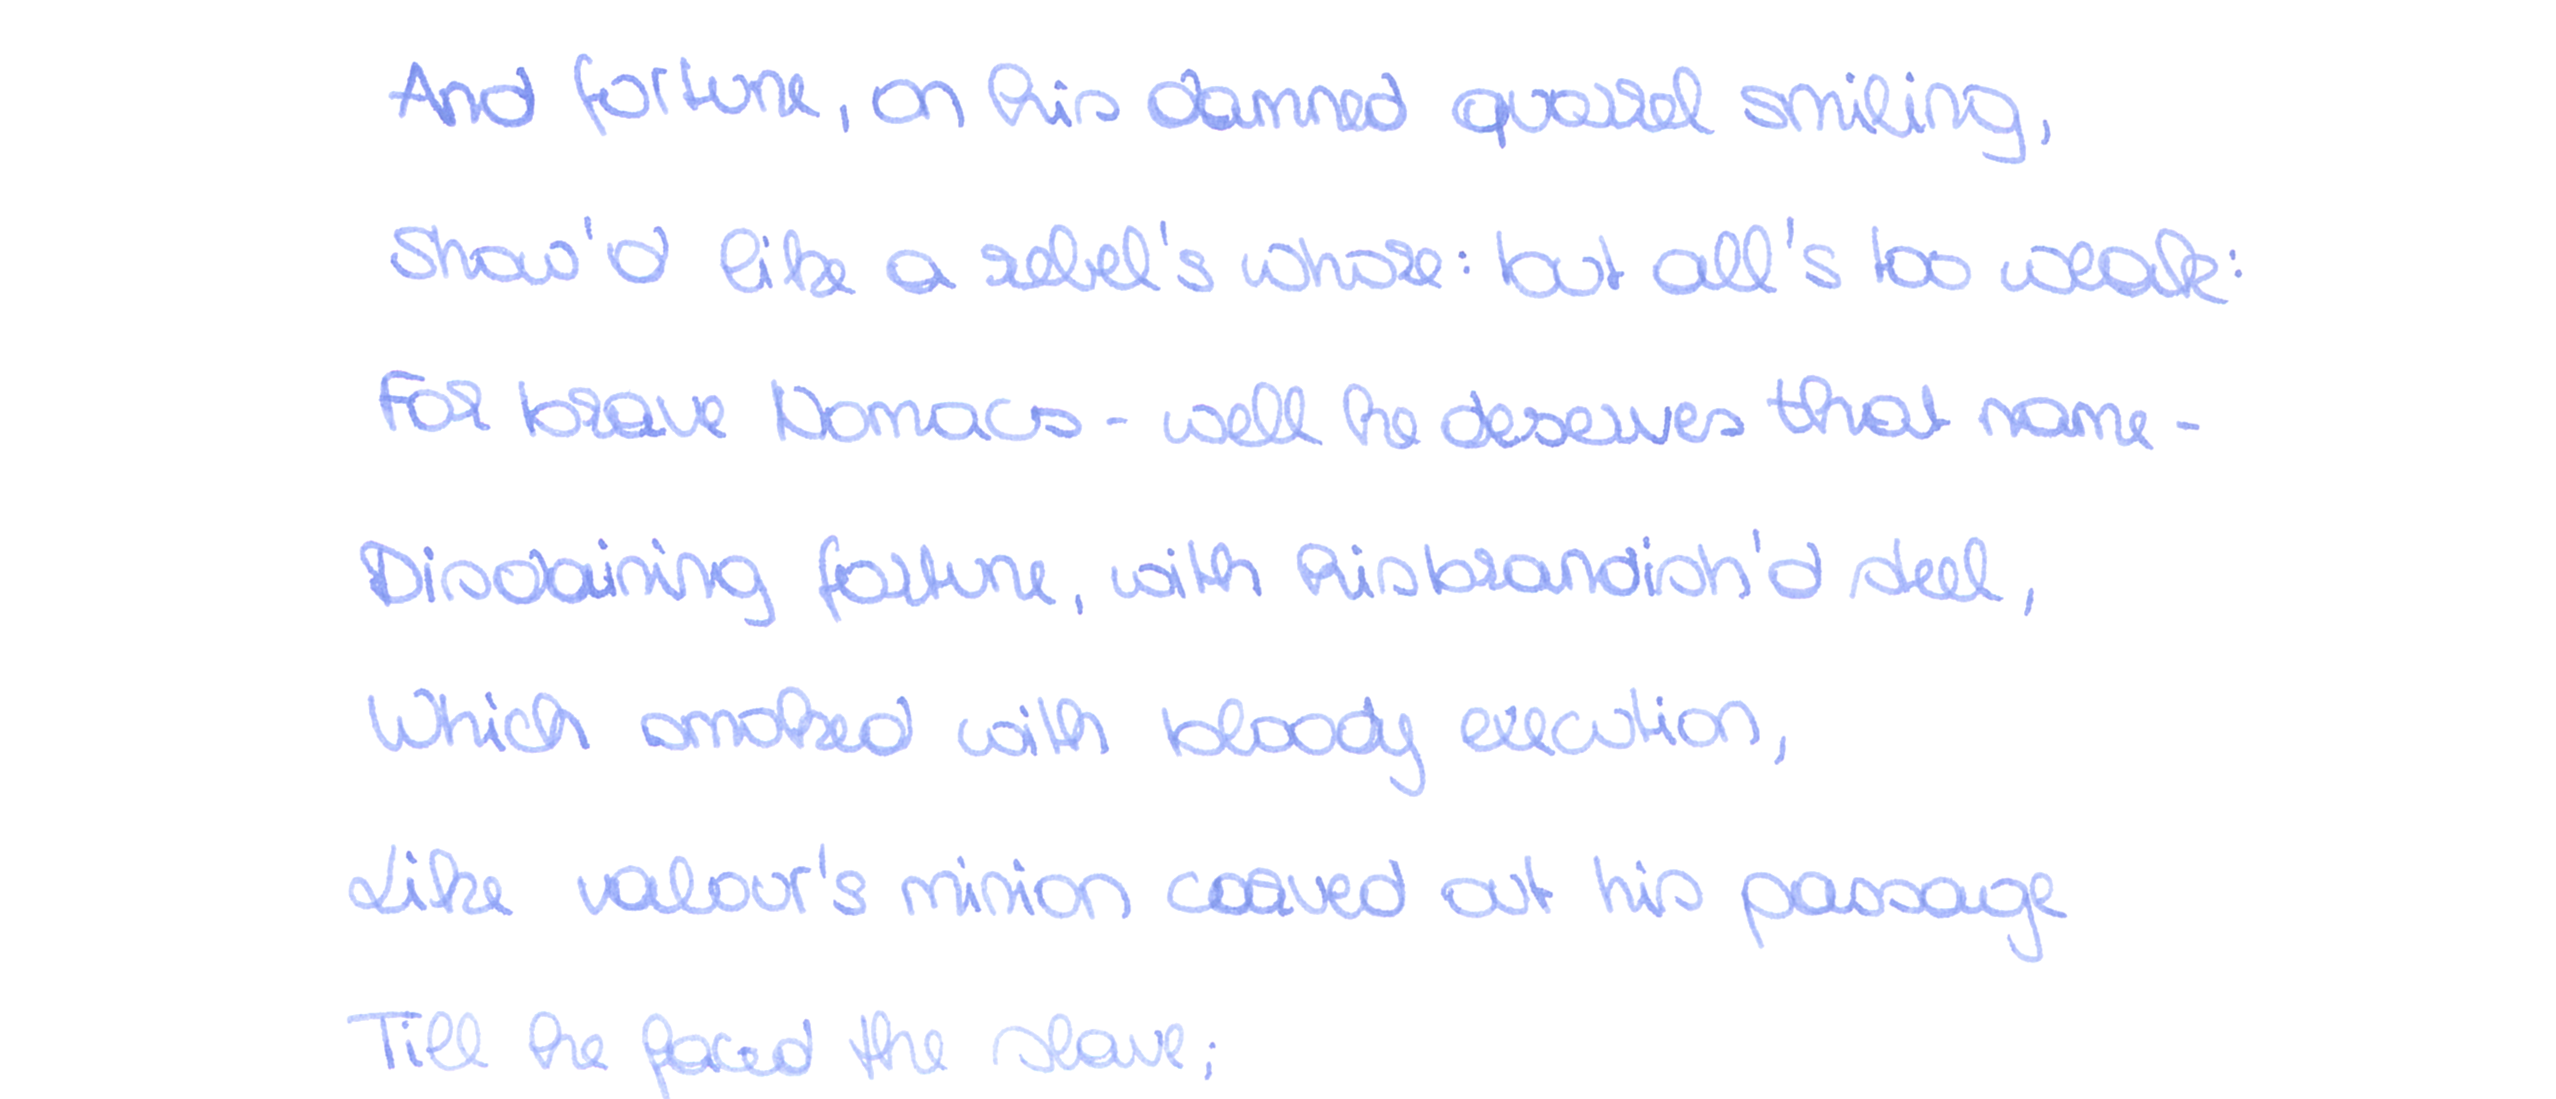 And fortune, on his damned quarrel smiling,
Show'd like a rebel's whore: but all's too weak:
For brave Nomacs - well he deserves that name -
Disdaining fortune, with his brandish'd steel,
Which smoked with bloody execution,
Like valour's minion carved out his passage
Till he faced the slave;